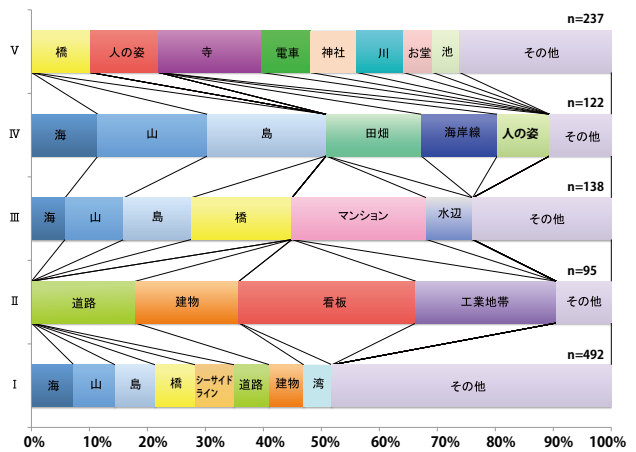 n=237
V 橋 人の姿 寺 電車 神社 川 お堂 池 その他
n=122
IV 海 山 島 田畑 海岸線 人の姿 その他
n=138
III 海 山 島 橋 マンション 水辺 その他
n=95
II 道路 建物 看板 工業地帯 その他
n=492
I 海 山 島 橋 シーサイド
ライン 道路 建物 湾 その他
0% 10% 20% 30% 40% 50% 60% 70% 80% 90% 100%